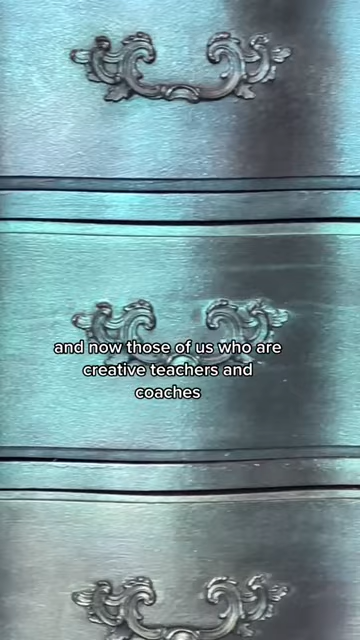 and now those of us who are
creative teachers and
coaches